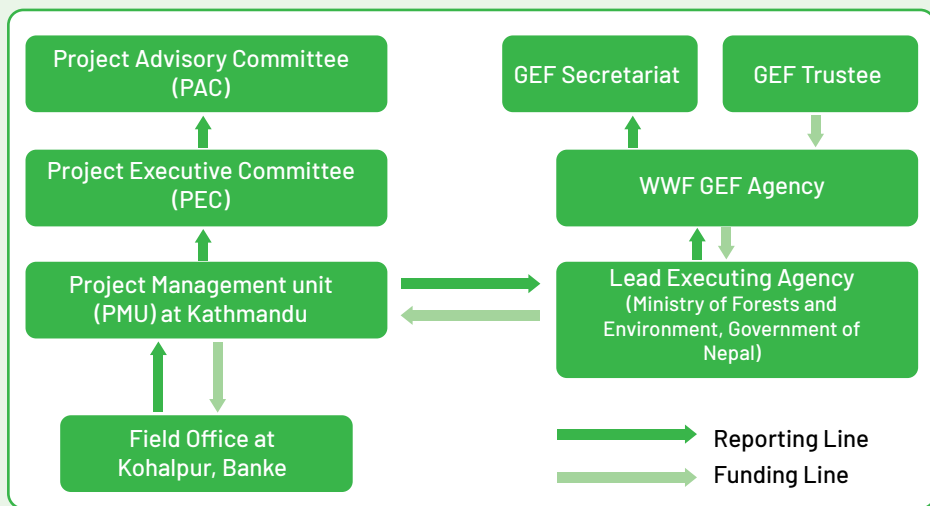 Project Advisory Committee
(PAC)
GEF Secretariat
GEF Trustee
Project Executive Committee
(PEC)
WWF GEF Agency
Project Management unit
(PMU) at Kathmandu
Lead Executing Agency
(Ministry of Forests and
Environment, Government of
Nepal)
Field Office at
Kohalpur, Banke
Reporting Line
Funding Line